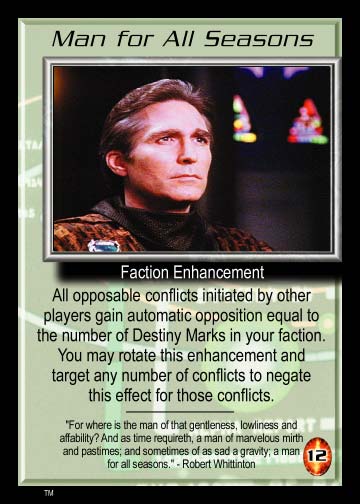 Man for All Seasons
Faction Enhancement
All opposable conflicts initiated by other
players gain automatic opposition equal to
the number of Destiny Marks in your faction.
You may rotate this enhancement and
target any number of conflicts to negate
this effect for those conflicts.
"For where is the man of that gentleness, lowliness and
affability? And as time requireth, a man of marvelous mirth
and pastimes; and sometimes of as sad a gravity; a man
for all seasons." - Robert Whittinton
12
TM